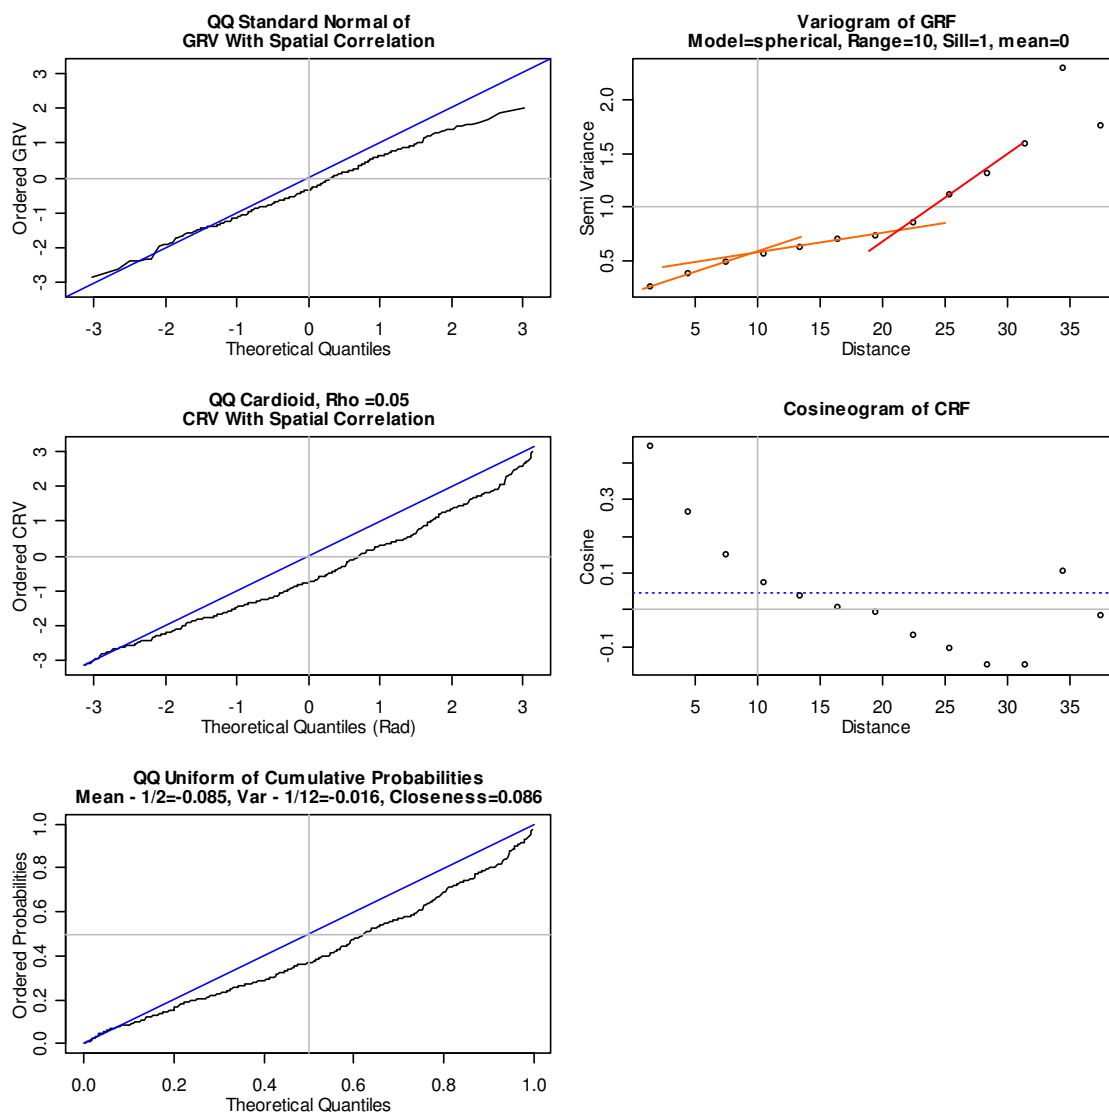 QQ Standard Normal of
GRV With Spatial Correlation
Ordered GRV
3
2
1
0
-1
-2
-3
-3 -2 -1 0 1 2 3
Theoretical Quantiles
Variogram of GRF
Model=spherical, Range=10, Sill=1, mean=0
Semi Variance
2.0
1.5
1.0
0.5
5 10 15 20 25 30 35
Distance
QQ Cardioid, Rho =0.05
CRV With Spatial Correlation
Ordered CRV
3
2
1
0
-1
-2
-3
-3 -2 -1 0 1 2 3
Theoretical Quantiles (Rad)
Cosineogram of CRF
Cosine
0.3
0.1
-0.1
5 10 15 20 25 30 35
Distance
QQ Uniform of Cumulative Probabilities
Mean - 1/2=-0.085, Var - 1/12=-0.016, Closeness=0.086
Ordered Probabilities
1.0
0.8
0.6
0.4
0.2
0.0
0.0 0.2 0.4 0.6 0.8 1.0
Theoretical Quantiles